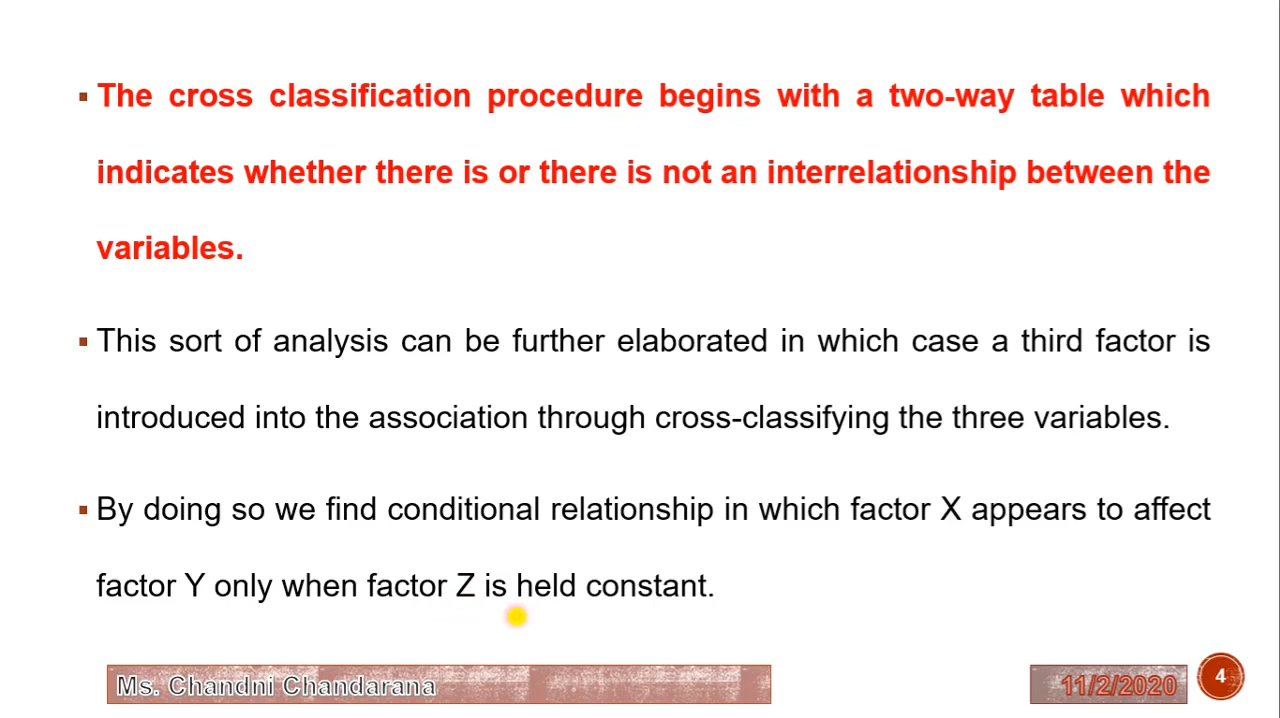 The cross classification procedure begins with a two-way table which
indicates whether there is or there is not an interrelationship between the
variables.
This sort of analysis can be further elaborated in which case a third factor is
introduced into the association through cross-classifying the three variables.
By doing so we find conditional relationship in which factor X appears to affect
factor Y only when factor Z is held constant.
Ms. Chandni Chandarana
11/2/2020
4